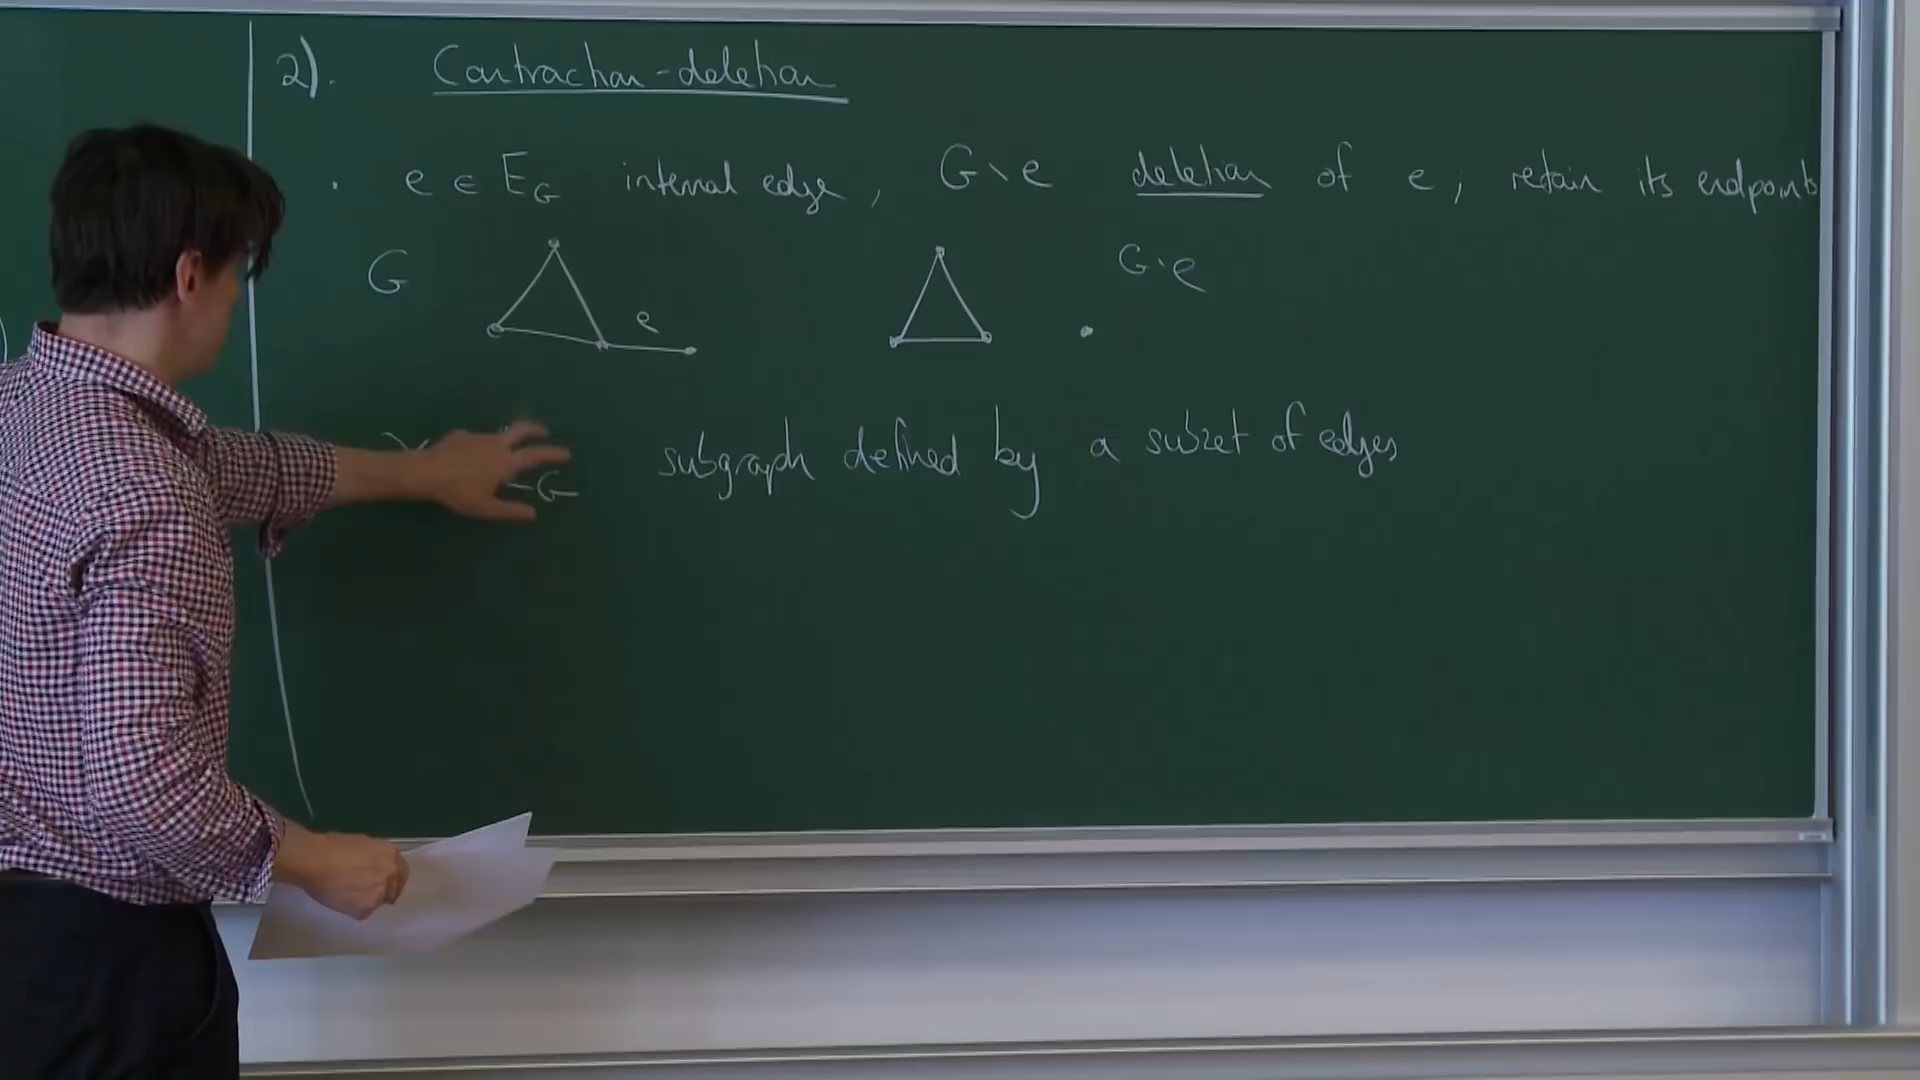 2). Contraction-deletion
· e ∈ E_G internal edge, G∖e deletion of e; retain its endpoints
G e G∖e
G subgraph defined by a subset of edges